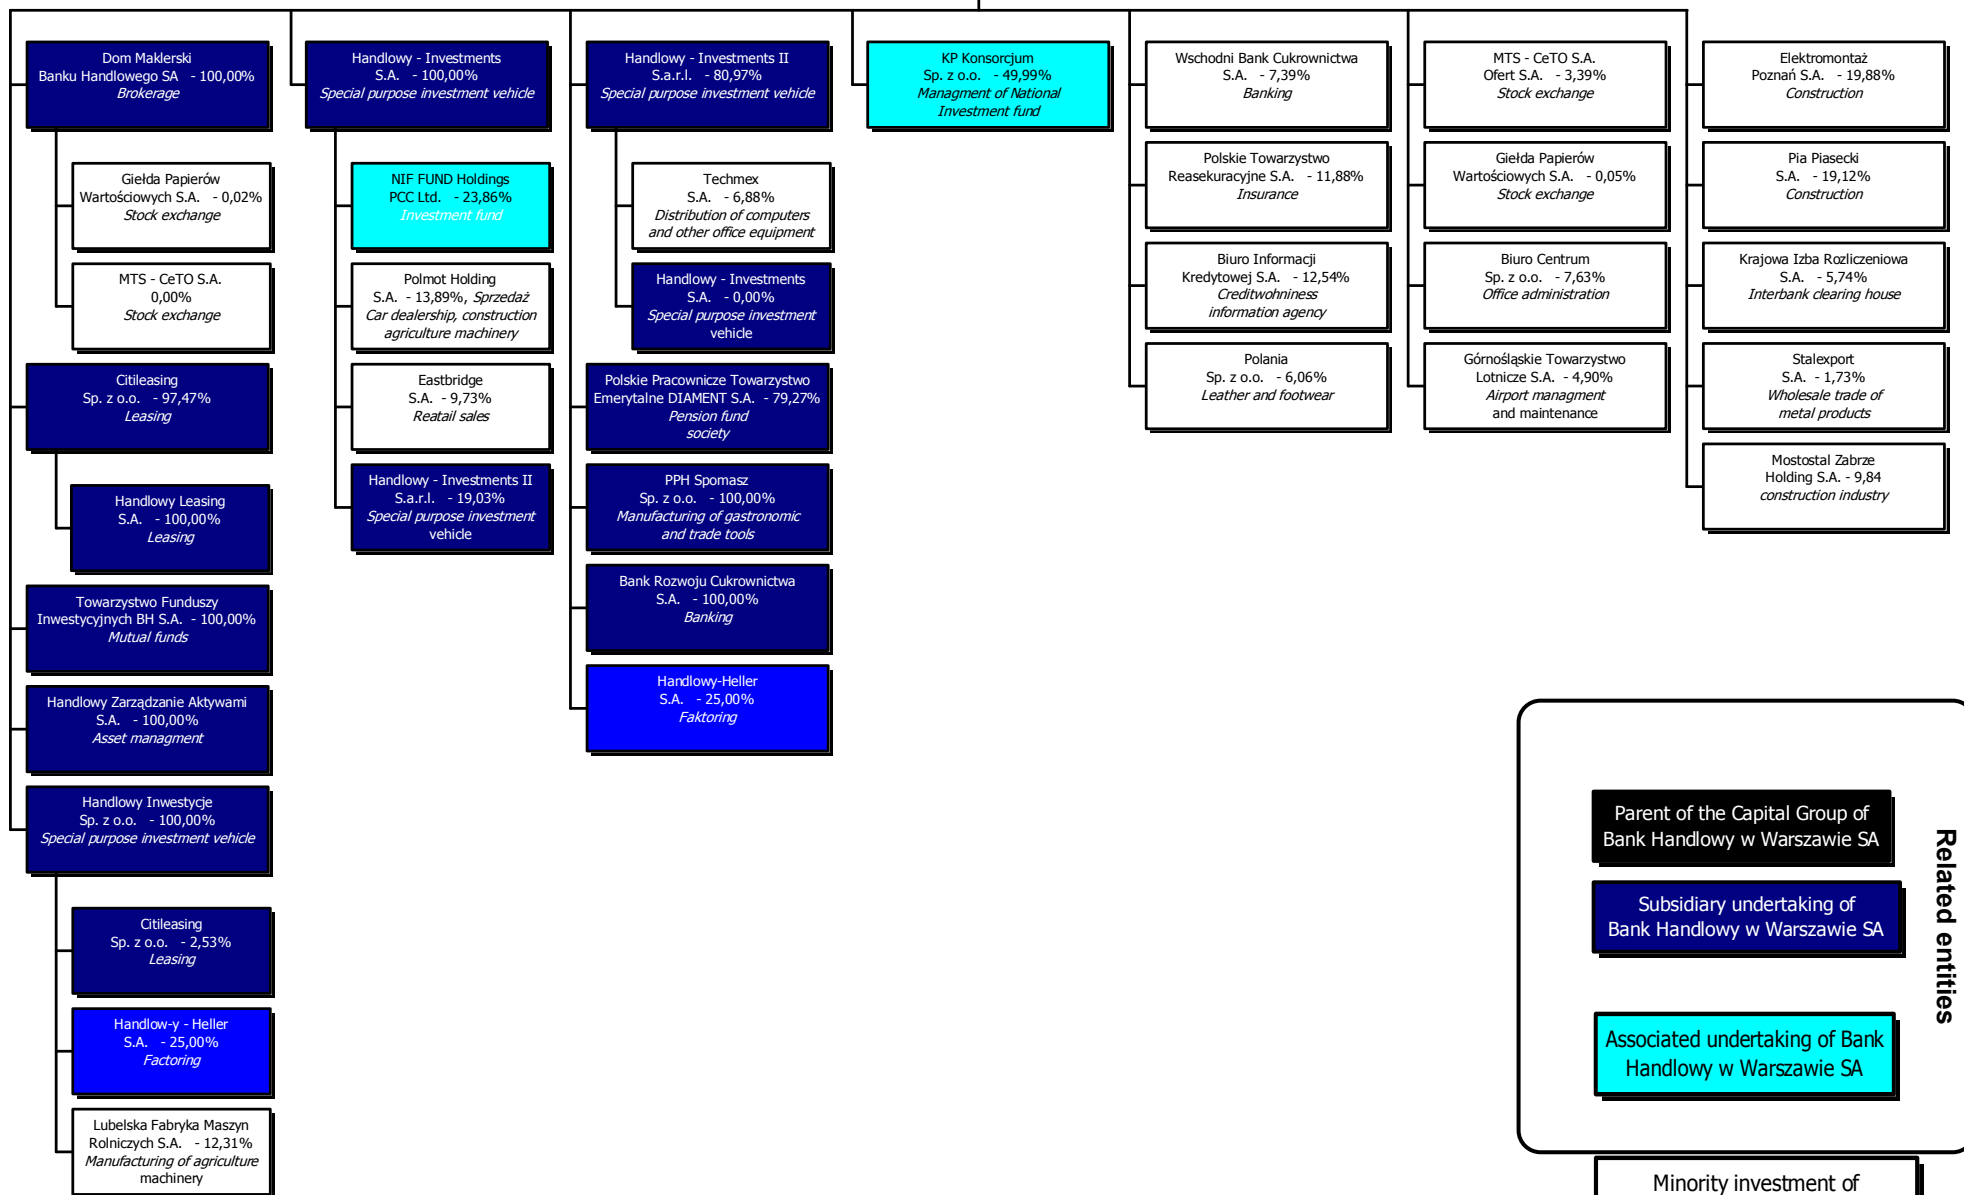 Dom Maklerski
Banku Handlowego SA - 100,00%
Brokerage
Giełda Papierów
Wartościowych S.A. - 0,02%
Stock exchange
MTS - CeTO S.A.
0,00%
Stock exchange
Citileasing
Sp. z o.o. - 97,47%
Leasing
Handlowy Leasing
S.A. - 100,00%
Leasing
Towarzystwo Funduszy
Inwestycyjnych BH S.A. - 100,00%
Mutual funds
Handlowy Zarządzanie Aktywami
S.A. - 100,00%
Asset managment
Handlowy Inwestycje
Sp. z o.o. - 100,00%
Special purpose investment vehicle
Citileasing
Sp. z o.o. - 2,53%
Leasing
Handlow-y - Heller
S.A. - 25,00%
Factoring
Lubelska Fabryka Maszyn
Rolniczych S.A. - 12,31%
Manufacturing of agriculture
machinery
Handlowy - Investments
S.A. - 100,00%
Special purpose investment vehicle
NIF FUND Holdings
PCC Ltd. - 23,86%
Investment fund
Polmot Holding
S.A. - 13,89%, Sprzedaż
Car dealership, construction
agriculture machinery
Eastbridge
S.A. - 9,73%
Reatail sales
Handlowy - Investments II
S.a.r.l. - 19,03%
Special purpose investment
vehicle
Handlowy - Investments II
S.a.r.l. - 80,97%
Special purpose investment vehicle
Techmex
S.A. - 6,88%
Distribution of computers
and other office equipment
Handlowy - Investments
S.A. - 0,00%
Special purpose investment
vehicle
Polskie Pracownicze Towarzystwo
Emerytalne DIAMENT S.A. - 79,27%
Pension fund
society
PPH Spomasz
Sp. z o.o. - 100,00%
Manufacturing of gastronomic
and trade tools
Bank Rozwoju Cukrownictwa
S.A. - 100,00%
Banking
Handlowy-Heller
S.A. - 25,00%
Faktoring
KP Konsorcjum
Sp. z o.o. - 49,99%
Managment of National
Investment fund
Wschodni Bank Cukrownictwa
S.A. - 7,39%
Banking
Polskie Towarzystwo
Reasekuracyjne S.A. - 11,88%
Insurance
Biuro Informacji
Kredytowej S.A. - 12,54%
Creditwohniness
information agency
Polania
Sp. z o.o. - 6,06%
Leather and footwear
MTS - CeTO S.A.
Ofert S.A. - 3,39%
Stock exchange
Giełda Papierów
Wartościowych S.A. - 0,05%
Stock exchange
Biuro Centrum
Sp. z o.o. - 7,63%
Office administration
Górnośląskie Towarzystwo
Lotnicze S.A. - 4,90%
Airport managment
and maintenance
Elektromontaż
Poznań S.A. - 19,88%
Construction
Pia Piasecki
S.A. - 19,12%
Construction
Krajowa Izba Rozliczeniowa
S.A. - 5,74%
Interbank clearing house
Stalexport
S.A. - 1,73%
Wholesale trade of
metal products
Mostostal Zabrze
Holding S.A. - 9,84
construction industry
Related entities
Parent of the Capital Group of
Bank Handlowy w Warszawie SA
Subsidiary undertaking of
Bank Handlowy w Warszawie SA
Associated undertaking of Bank
Handlowy w Warszawie SA
Minority investment of